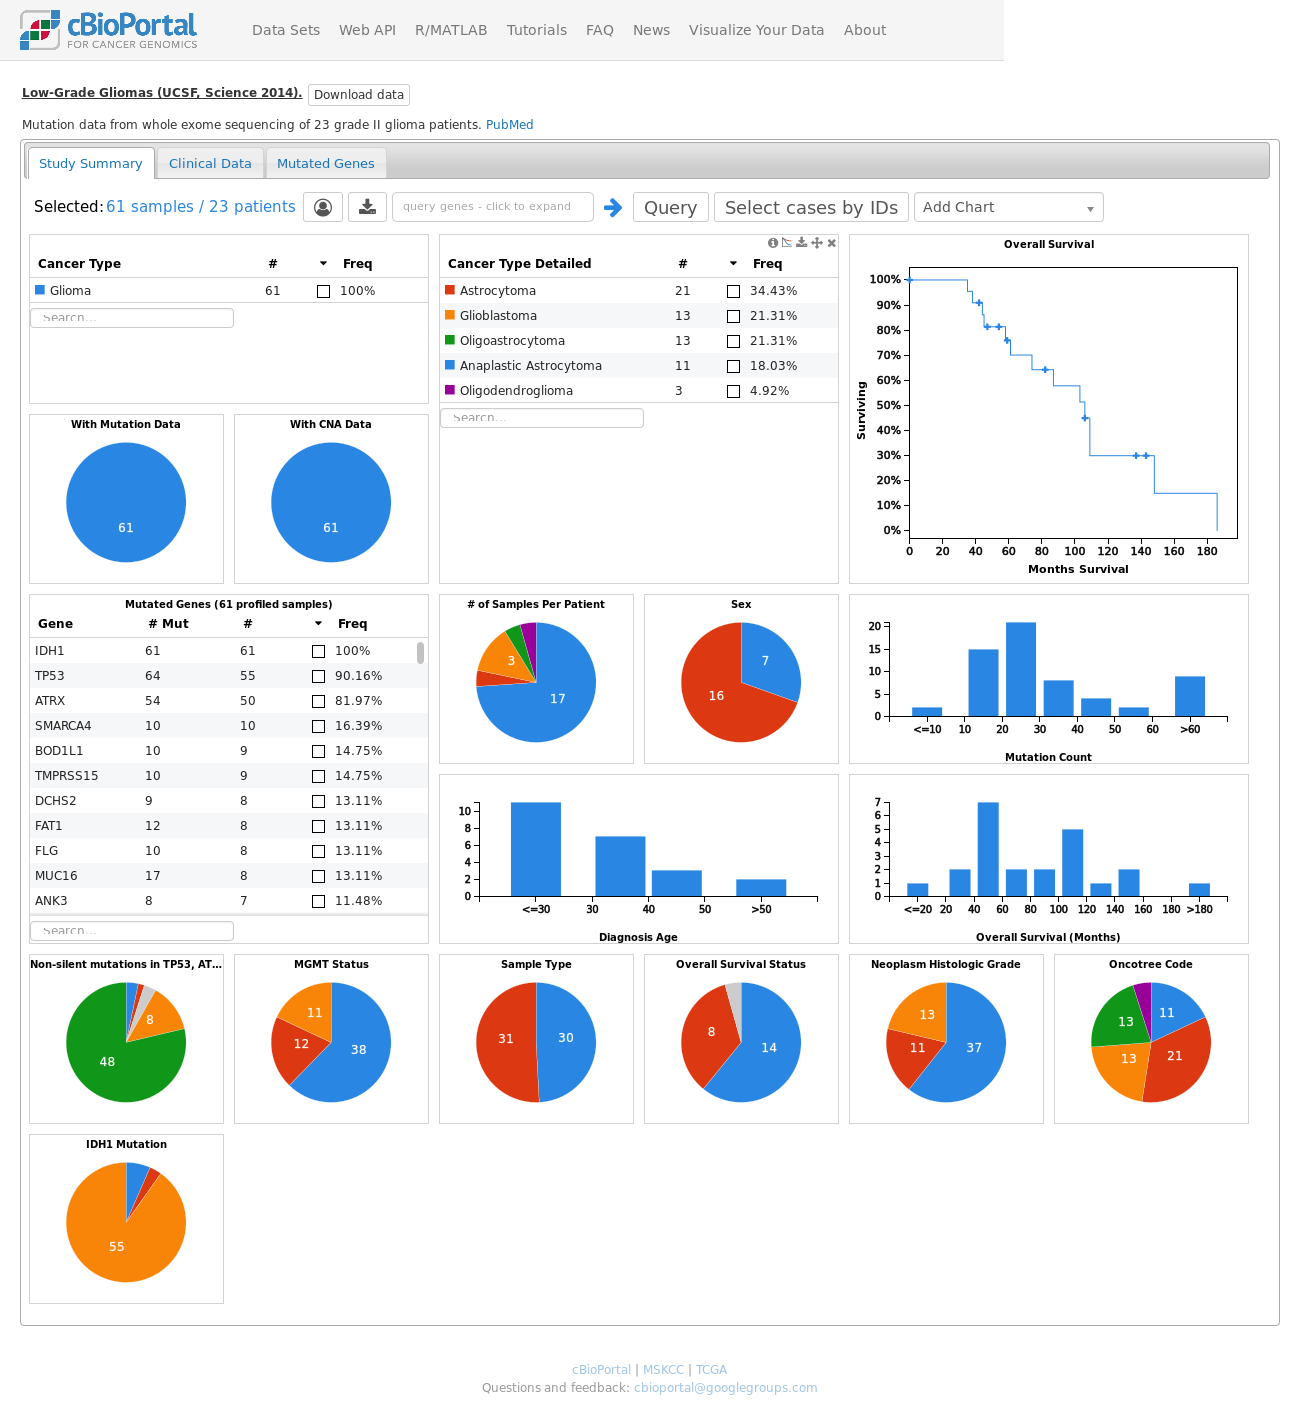 cBioPortal
FOR CANCER GENOMICS
Data Sets Web API R/MATLAB Tutorials FAQ News Visualize Your Data About
Low-Grade Gliomas (UCSF, Science 2014). Download data
Mutation data from whole exome sequencing of 23 grade II glioma patients. PubMed
Study Summary Clinical Data Mutated Genes
Selected: 61 samples / 23 patients query genes - click to expand Query Select cases by IDs Add Chart
Cancer Type # Freq
Glioma 61 100%
Search...
Cancer Type Detailed # Freq
Astrocytoma 21 34.43%
Glioblastoma 13 21.31%
Oligoastrocytoma 13 21.31%
Anaplastic Astrocytoma 11 18.03%
Oligodendroglioma 3 4.92%
Search...
Overall Survival
100%
90%
80%
70%
60%
50%
40%
30%
20%
10%
0%
Surviving
0 20 40 60 80 100 120 140 160 180
Months Survival
With Mutation Data
61
With CNA Data
61
Mutated Genes (61 profiled samples)
Gene # Mut # Freq
IDH1 61 61 100%
TP53 64 55 90.16%
ATRX 54 50 81.97%
SMARCA4 10 10 16.39%
BOD1L1 10 9 14.75%
TMPRSS15 10 9 14.75%
DCHS2 9 8 13.11%
FAT1 12 8 13.11%
FLG 10 8 13.11%
MUC16 17 8 13.11%
ANK3 8 7 11.48%
Search...
# of Samples Per Patient
3
17
Sex
7
16
20
15
10
5
0
<=10 10 20 30 40 50 60 >60
Mutation Count
10
8
6
4
2
0
<=30 30 40 50 >50
Diagnosis Age
7
6
5
4
3
2
1
0
<=20 20 40 60 80 100 120 140 160 180 >180
Overall Survival (Months)
Non-silent mutations in TP53, AT...
8
48
MGMT Status
11
12
38
Sample Type
31
30
Overall Survival Status
8
14
Neoplasm Histologic Grade
13
11
37
Oncotree Code
11
13
13
21
IDH1 Mutation
55
cBioPortal | MSKCC | TCGA
Questions and feedback: cbioportal@googlegroups.com